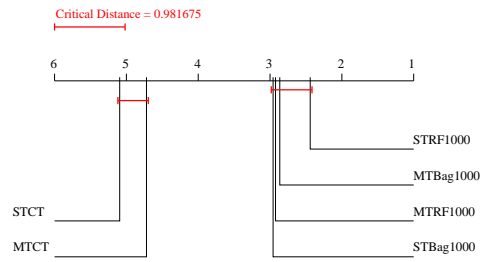 Critical Distance = 0.981675
6 5 4 3 2 1
STRF1000
MTBag1000
STCT MTRF1000
MTCT STBag1000